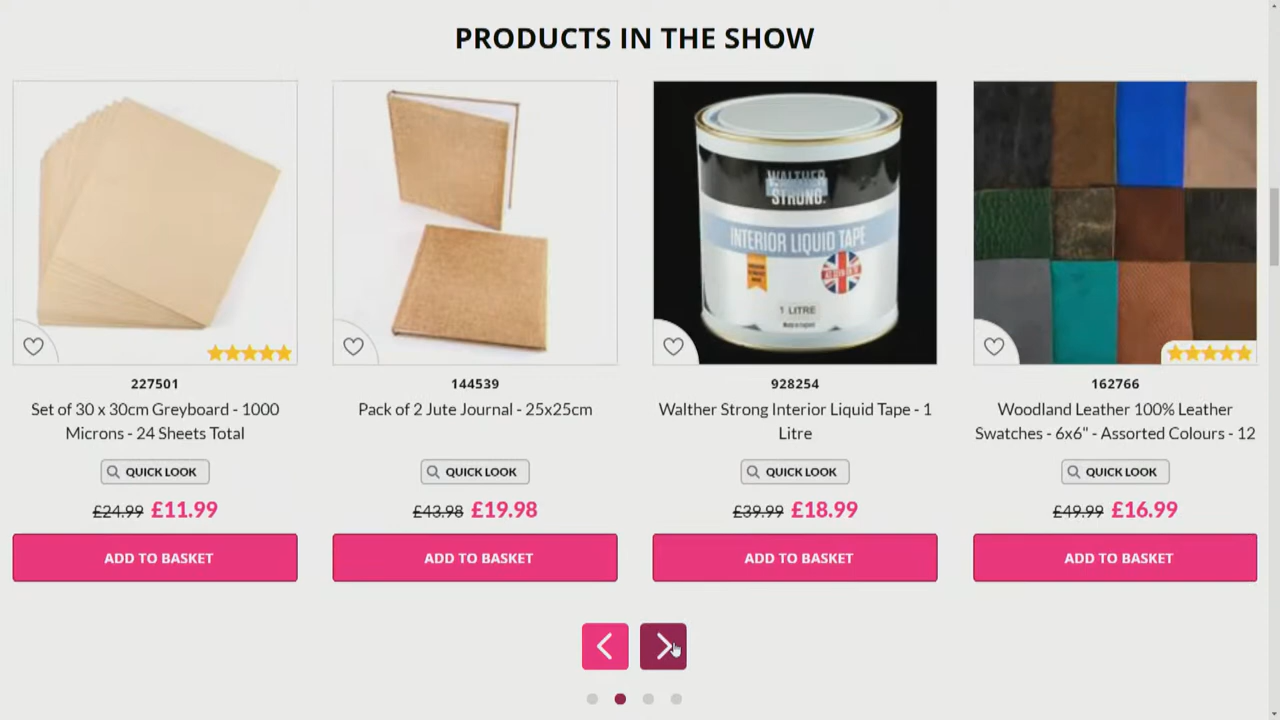 PRODUCTS IN THE SHOW
WALTHER
STRONG.
INTERIOR LIQUID TAPE
1 LITRE
227501
144539
928254
162766
Set of 30 x 30cm Greyboard - 1000
Microns - 24 Sheets Total
Pack of 2 Jute Journal - 25x25cm
Walther Strong Interior Liquid Tape - 1
Litre
Woodland Leather 100% Leather
Swatches - 6x6" - Assorted Colours - 12
QUICK LOOK
QUICK LOOK
QUICK LOOK
QUICK LOOK
£24.99 £11.99
£43.98 £19.98
£39.99 £18.99
£49.99 £16.99
ADD TO BASKET
ADD TO BASKET
ADD TO BASKET
ADD TO BASKET